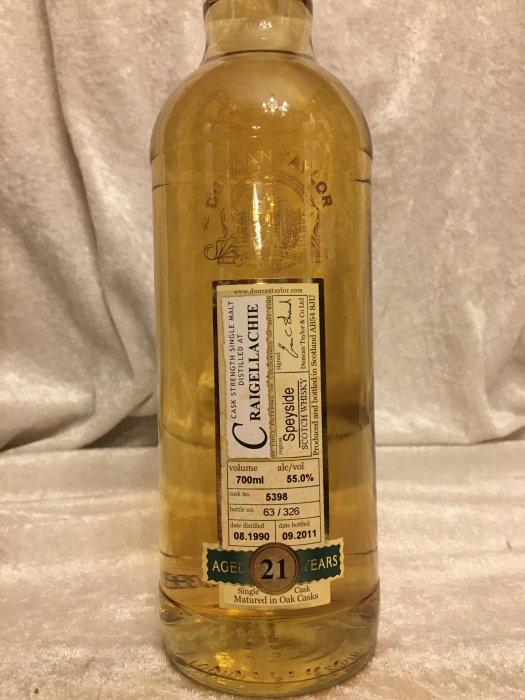 DUNCAN TAYLOR
www.duncantaylor.com
CASK STRENGTH SINGLE MALT
DISTILLED AT
CRAIGELLACHIE
signed
Duncan Taylor & Co Ltd
region
Speyside
SCOTCH WHISKY
Produced and bottled in Scotland AB54 8JU
volume alc/vol
700ml 55.0%
cask no. 5398
bottle no. 63 / 326
date distilled date bottled
08.1990 09.2011
AGED 21 YEARS
Single Cask
Matured in Oak Casks